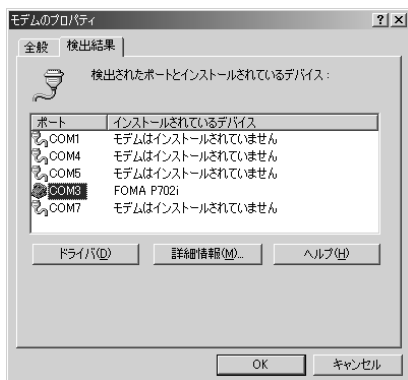 モデムのプロパティ
全般 検出結果
検出されたポートとインストールされているデバイス：
ポート インストールされているデバイス
COM1 モデムはインストールされていません
COM4 モデムはインストールされていません
COM5 モデムはインストールされていません
COM3 FOMA P702i
COM7 モデムはインストールされていません
ドライバ(D) 詳細情報(M)... ヘルプ(H)
OK キャンセル